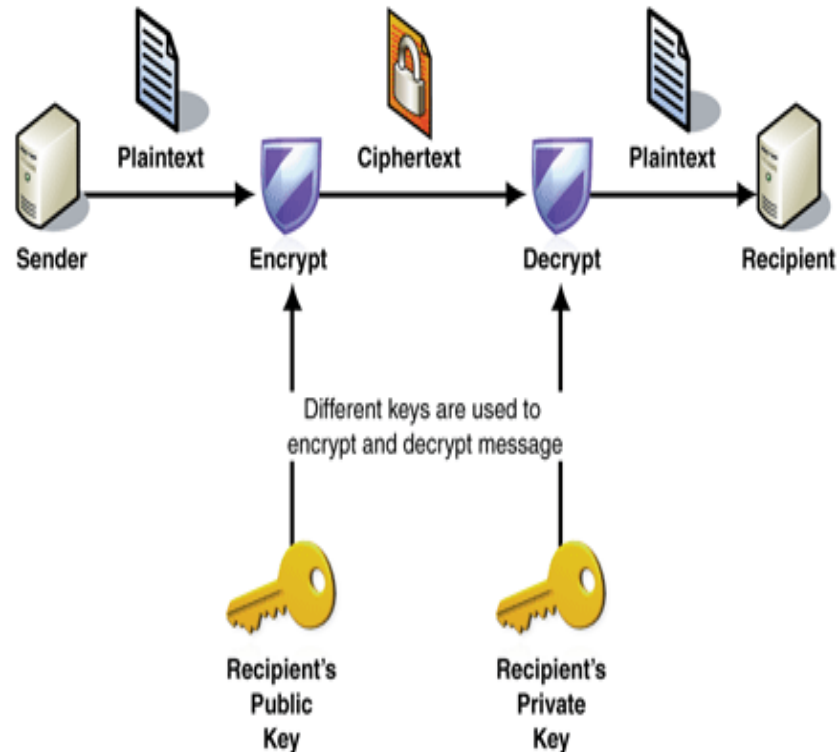 Plaintext
Ciphertext
Plaintext
Sender
Encrypt
Decrypt
Recipient
Different keys are used to
encrypt and decrypt message
Recipient's
Public
Key
Recipient's
Private
Key